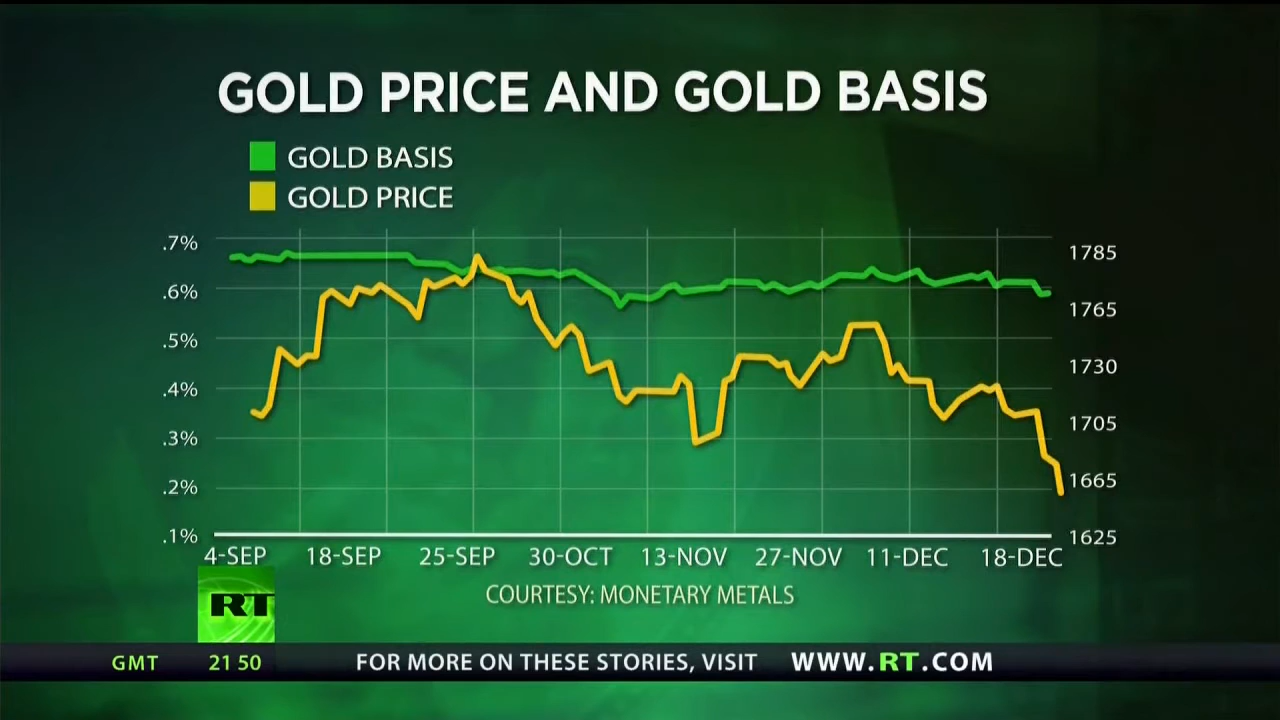 GOLD PRICE AND GOLD BASIS
GOLD BASIS
GOLD PRICE
.7%
.6%
.5%
.4%
.3%
.2%
.1%
1785
1765
1730
1705
1665
1625
4-SEP 18-SEP 25-SEP 30-OCT 13-NOV 27-NOV 11-DEC 18-DEC
COURTESY: MONETARY METALS
RT
GMT 21 50 FOR MORE ON THESE STORIES, VISIT WWW.RT.COM